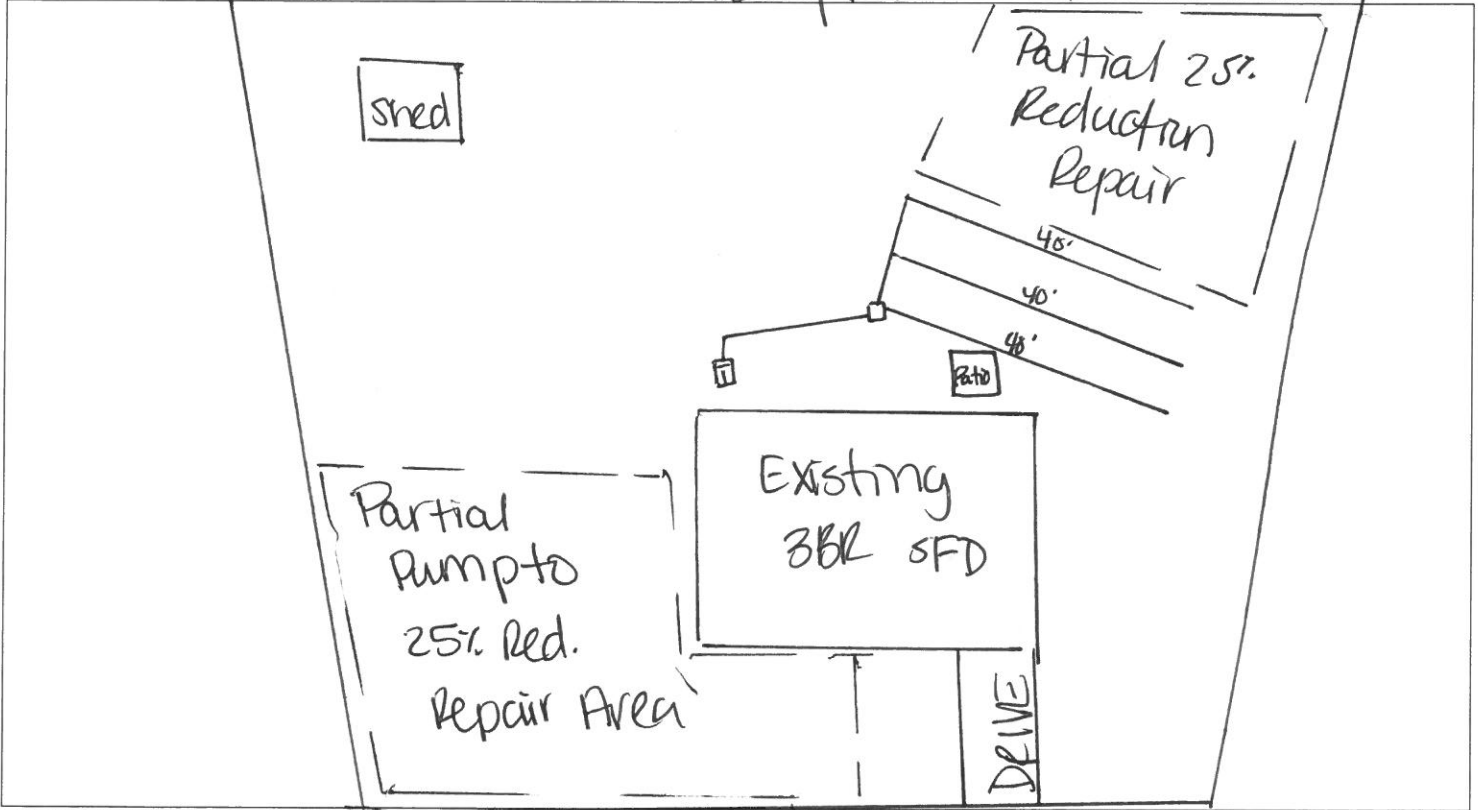 Partial 25%
Reduction
Repair
Shed
40'
40'
40'
Patio
Existing
3BR SFD
Partial
Pump to
25% Red.
Repair Area
DRIVE